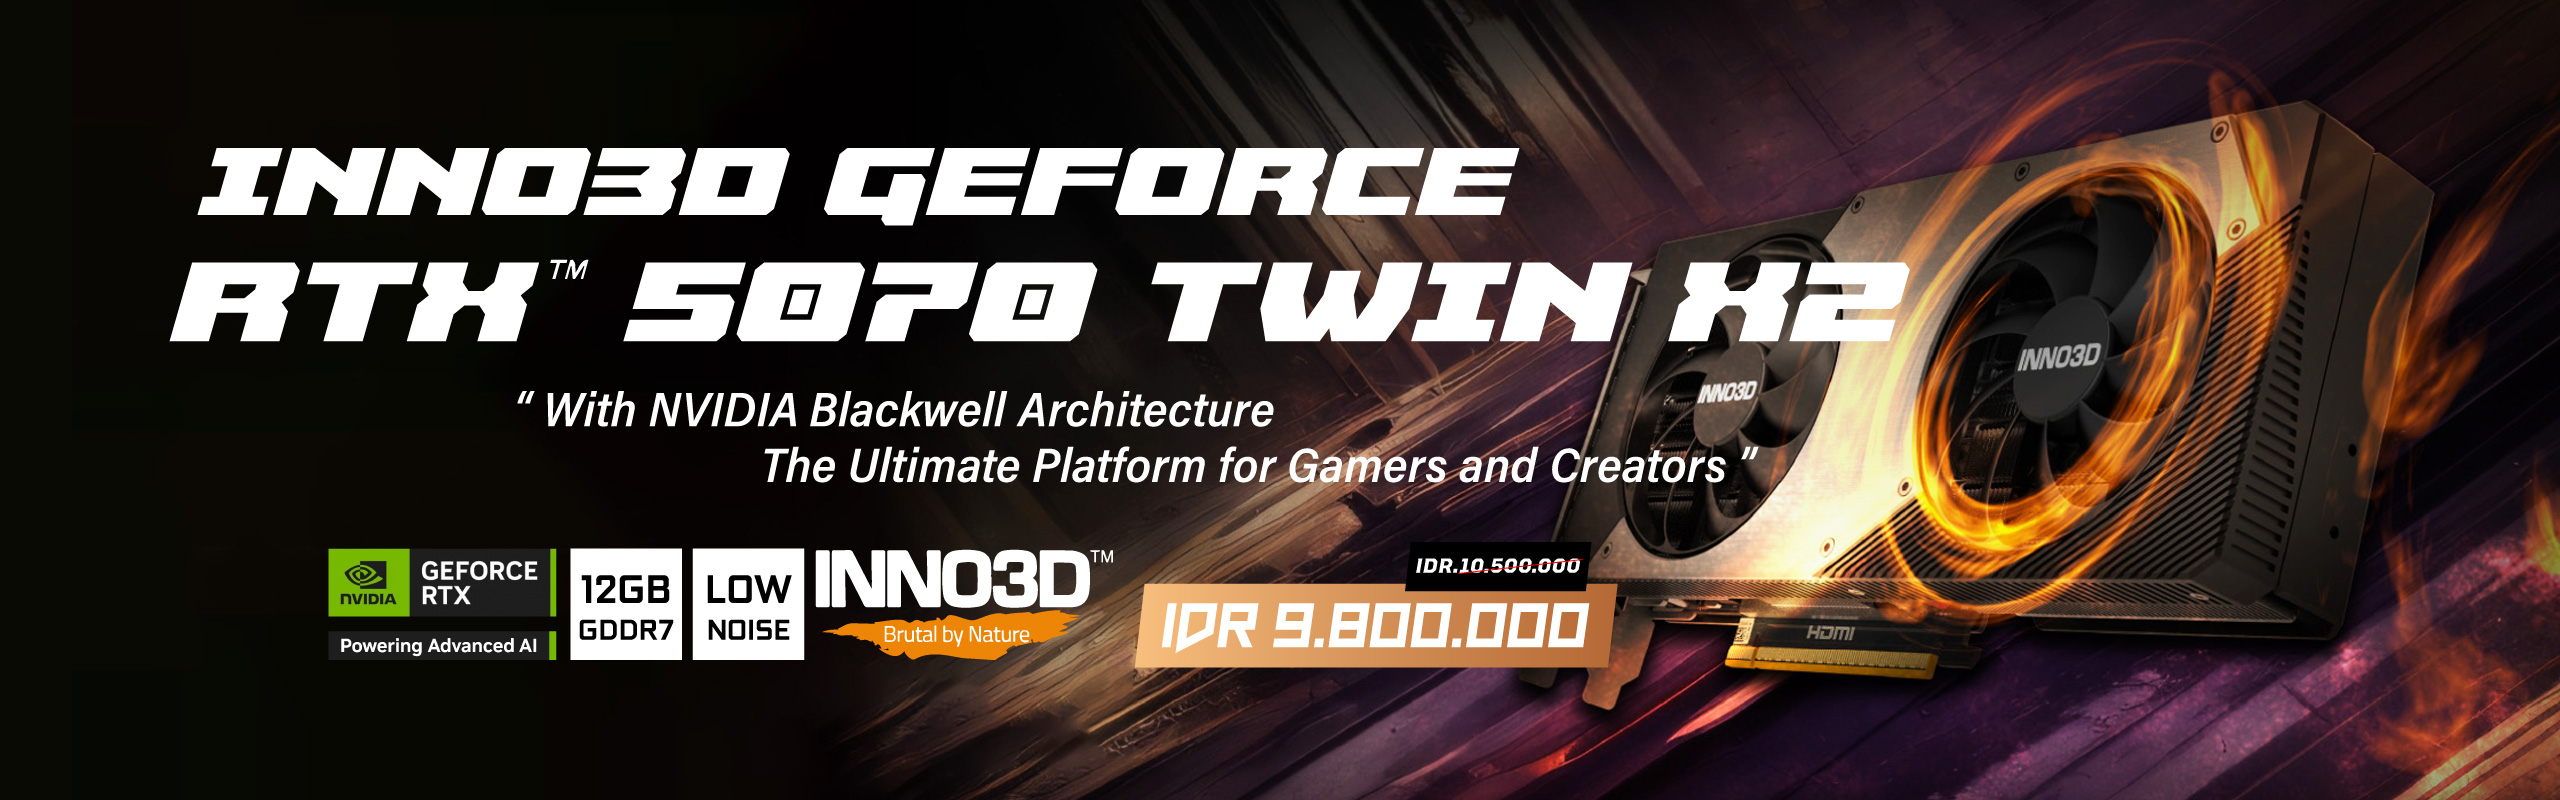 INNO3D GEFORCE
RTX™ 5070 TWIN X2
“ With NVIDIA Blackwell Architecture
The Ultimate Platform for Gamers and Creators ”
INNO3D
INNO3D
NVIDIA
GEFORCE
RTX
Powering Advanced AI
12GB
GDDR7
LOW
NOISE
INNO3D™
Brutal by Nature
IDR.10.500.000
IDR 9.800.000
HDMI